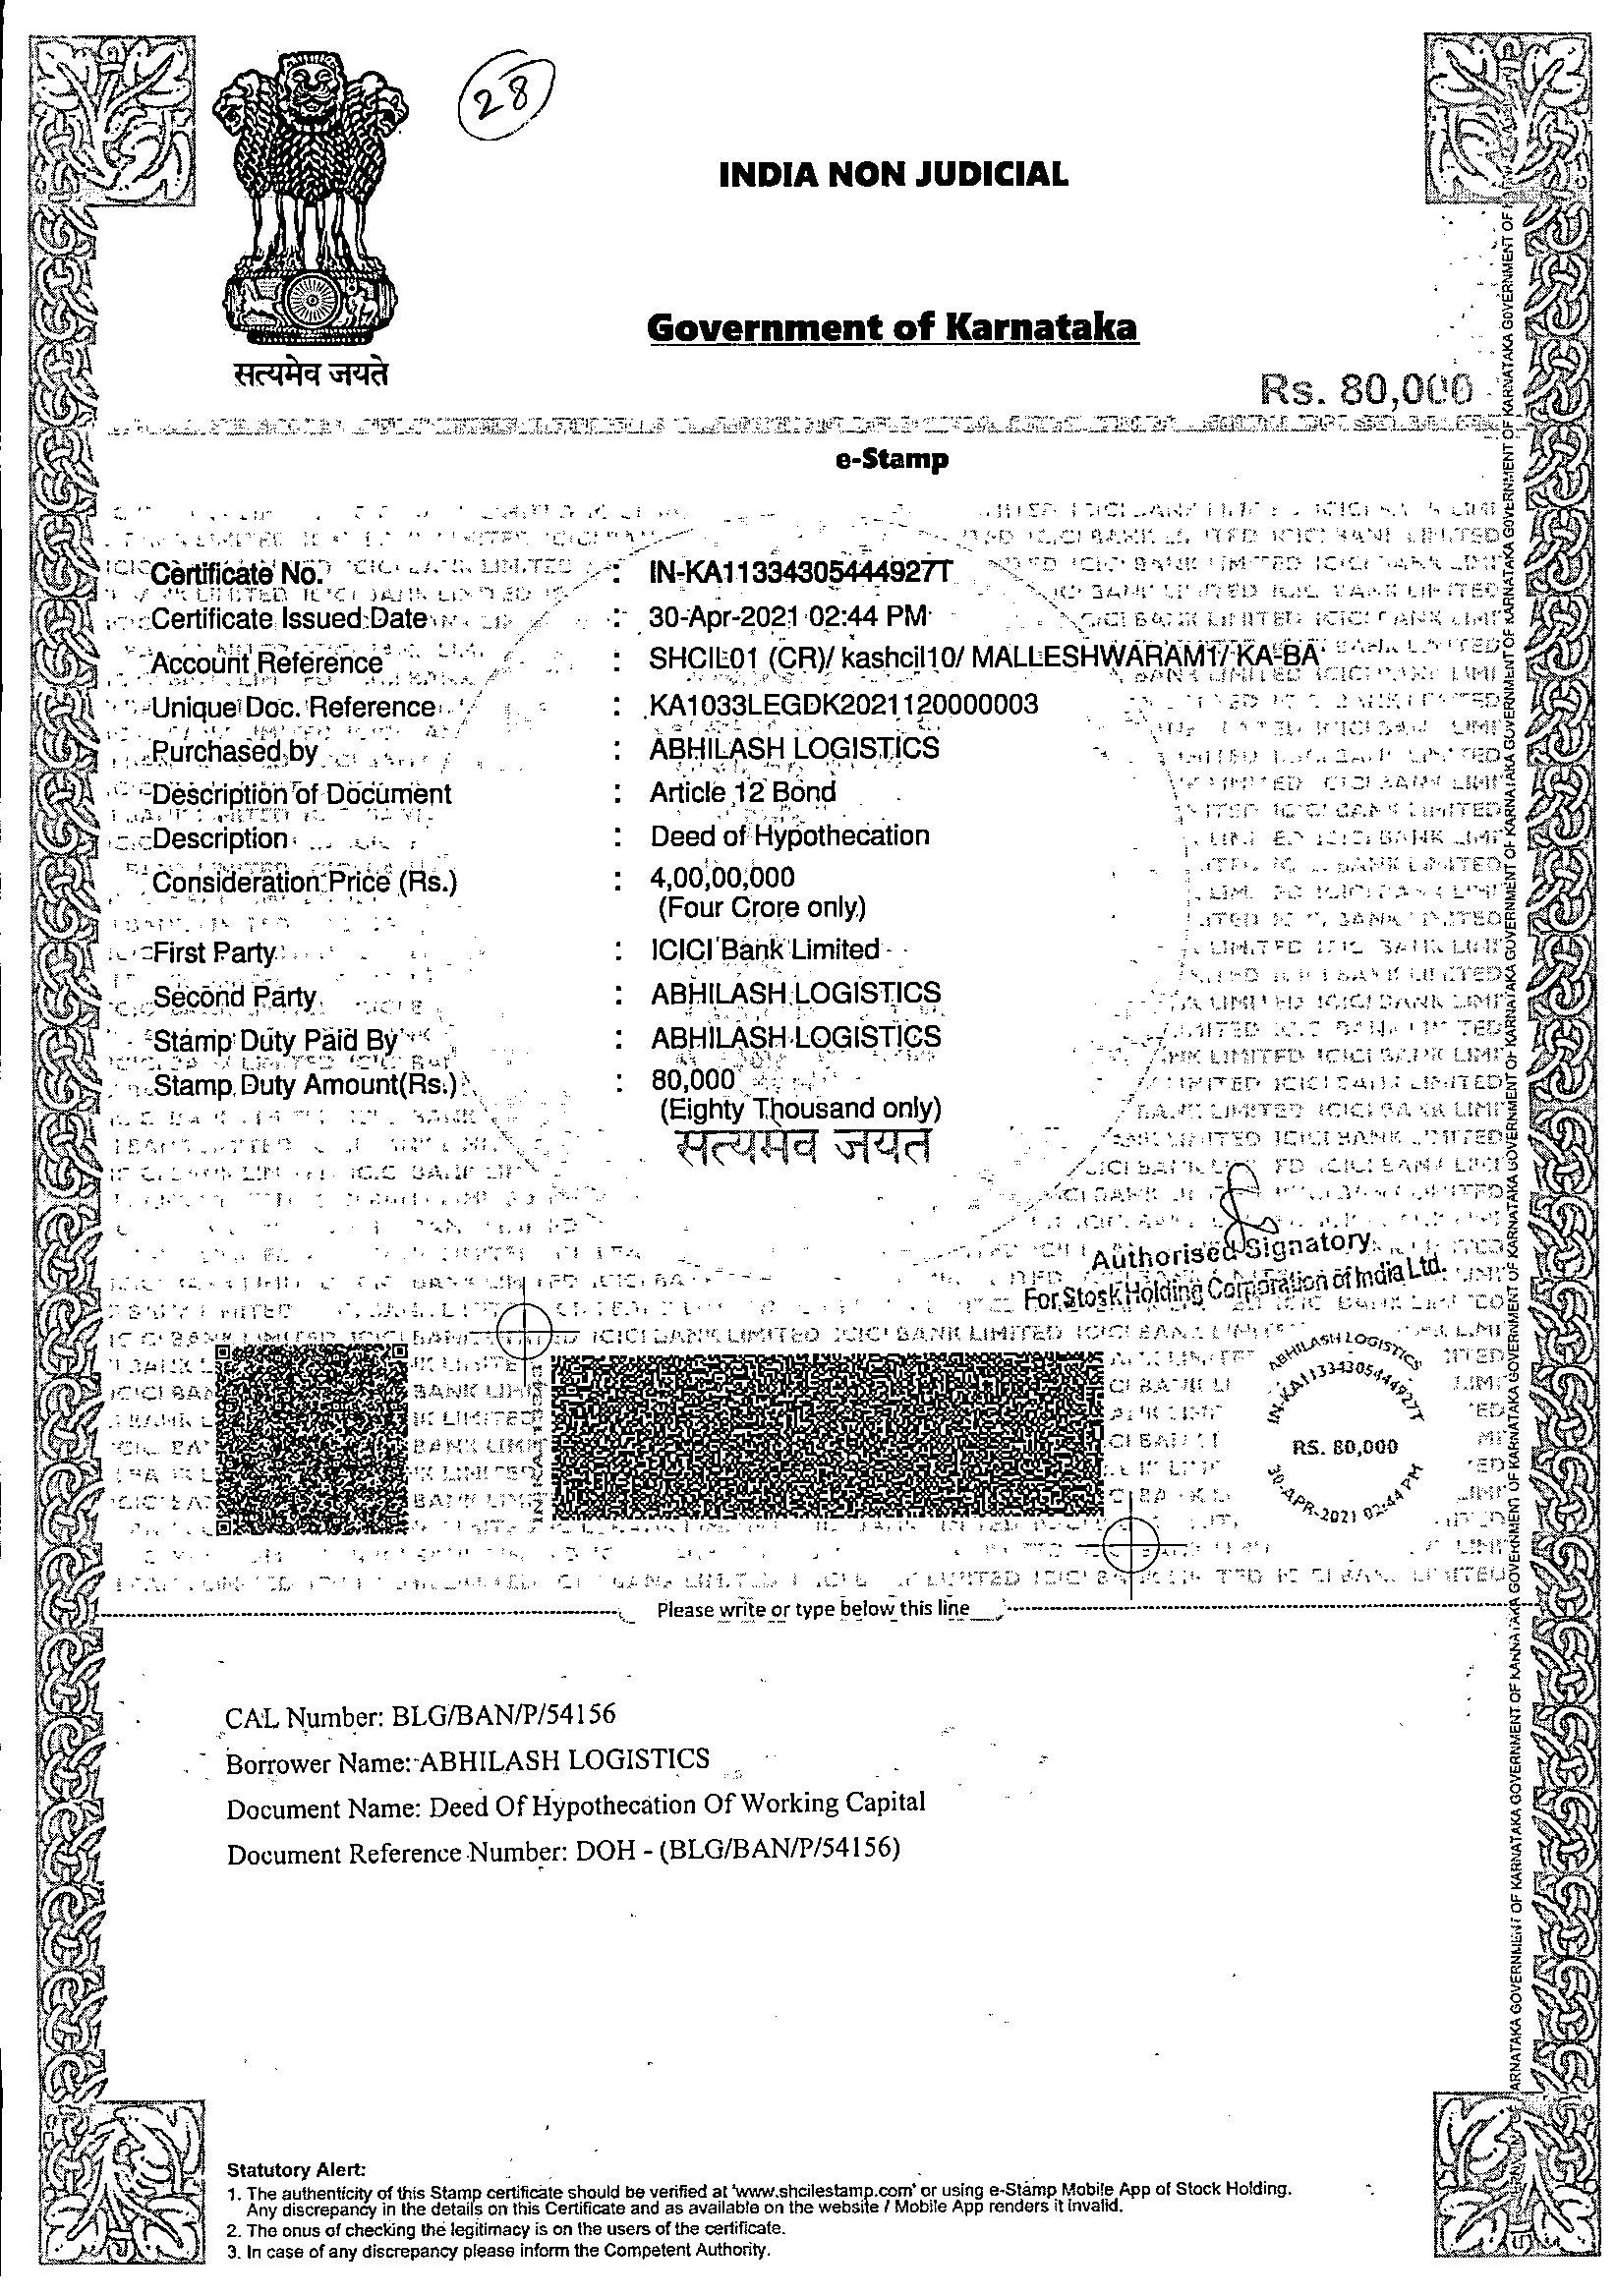 28
INDIA NON JUDICIAL
Government of Karnataka
सत्यमेव जयते
Rs. 80,000
e-Stamp
Certificate No. : IN-KA11334305444927T
Certificate Issued Date : 30-Apr-2021 02:44 PM
Account Reference : SHCIL01 (CR)/ kashcil10/ MALLESHWARAM1/ KA-BA
Unique Doc. Reference : KA1033LEGDK2021120000003
Purchased by : ABHILASH LOGISTICS
Description of Document : Article 12 Bond
Description : Deed of Hypothecation
Consideration Price (Rs.) : 4,00,00,000
(Four Crore only)
First Party : ICICI Bank Limited
Second Party : ABHILASH LOGISTICS
Stamp Duty Paid By : ABHILASH LOGISTICS
Stamp Duty Amount(Rs.) : 80,000
(Eighty Thousand only)
सत्यमेव जयते
Authorised Signatory
For Stock Holding Corporation of India Ltd.
ABHILASH LOGISTICS
IN-KA11334305444927T
RS. 80,000
30-APR-2021 02:44 PM
Please write or type below this line
CAL Number: BLG/BAN/P/54156
Borrower Name: ABHILASH LOGISTICS
Document Name: Deed Of Hypothecation Of Working Capital
Document Reference Number: DOH - (BLG/BAN/P/54156)
Statutory Alert:
1. The authenticity of this Stamp certificate should be verified at 'www.shcilestamp.com' or using e-Stamp Mobile App of Stock Holding.
Any discrepancy in the details on this Certificate and as available on the website / Mobile App renders it invalid.
2. The onus of checking the legitimacy is on the users of the certificate.
3. In case of any discrepancy please inform the Competent Authority.